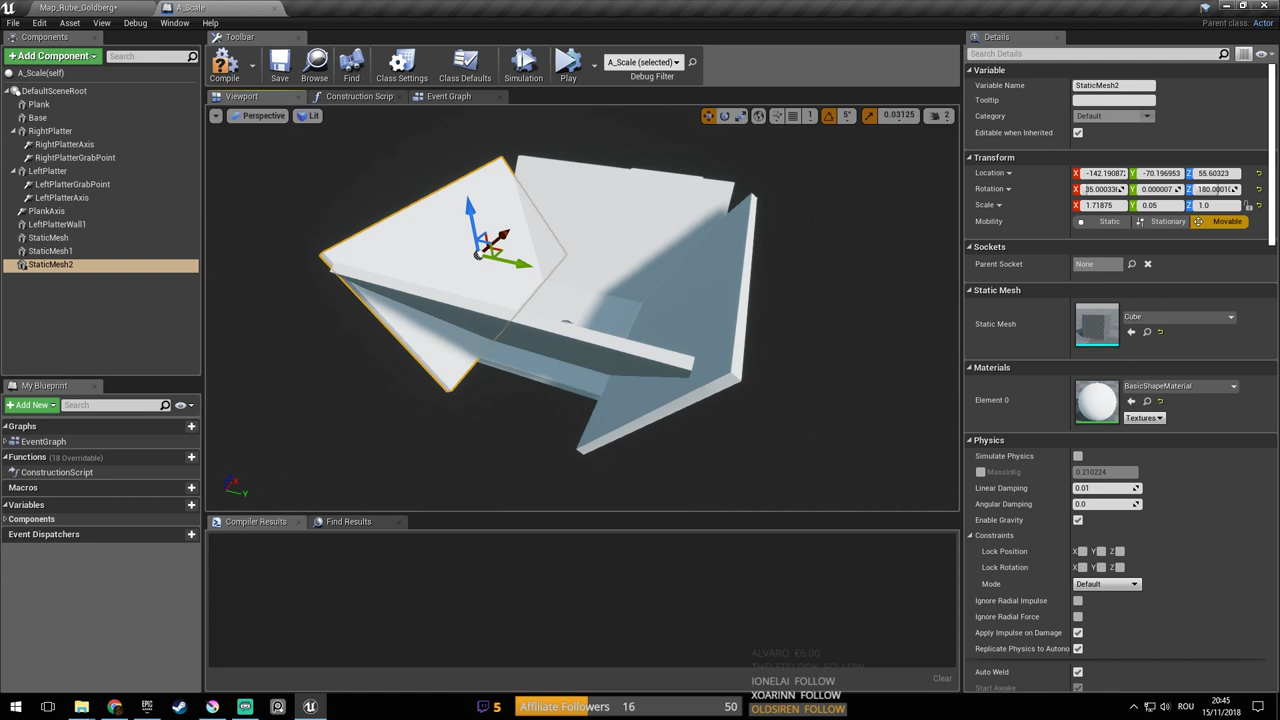 Map_Rube_Goldberg*
A_Scale
File Edit Asset View Debug Window Help
Parent class: Actor
Components
Add Component
Search
A_Scale(self)
DefaultSceneRoot
Plank
Base
RightPlatter
RightPlatterAxis
RightPlatterGrabPoint
LeftPlatter
LeftPlatterGrabPoint
LeftPlatterAxis
PlankAxis
LeftPlatterWall1
StaticMesh
StaticMesh1
StaticMesh2
My Blueprint
Add New
Search
Graphs
EventGraph
Functions (18 Overridable)
ConstructionScript
Macros
Variables
Components
Event Dispatchers
Toolbar
Compile
Save
Browse
Find
Class Settings
Class Defaults
Simulation
Play
A_Scale (selected)
Debug Filter
Viewport
Construction Scrip
Event Graph
Perspective
Lit
1
5°
0.03125
2
X
Y
Compiler Results
Find Results
Clear
Details
Search Details
Variable
Variable Name StaticMesh2
Tooltip
Category Default
Editable when Inherited
Transform
Location X -142.190872 Y -70.196953 Z 55.60323
Rotation X 35.00033 Y 0.000007 Z 180.00010
Scale X 1.71875 Y 0.05 Z 1.0
Mobility Static Stationary Movable
Sockets
Parent Socket None
Static Mesh
Static Mesh Cube
Materials
Element 0 BasicShapeMaterial
Textures
Physics
Simulate Physics
MassInKg 0.210224
Linear Damping 0.01
Angular Damping 0.0
Enable Gravity
Constraints
Lock Position X Y Z
Lock Rotation X Y Z
Mode Default
Ignore Radial Impulse
Ignore Radial Force
Apply Impulse on Damage
Replicate Physics to Autono
Auto Weld
Start Awake
ALVARO €6.00
IONELAI FOLLOW
XOARINN FOLLOW
OLDSIREN FOLLOW
5
Affiliate Followers 16 50
ROU
20:45
15/11/2018